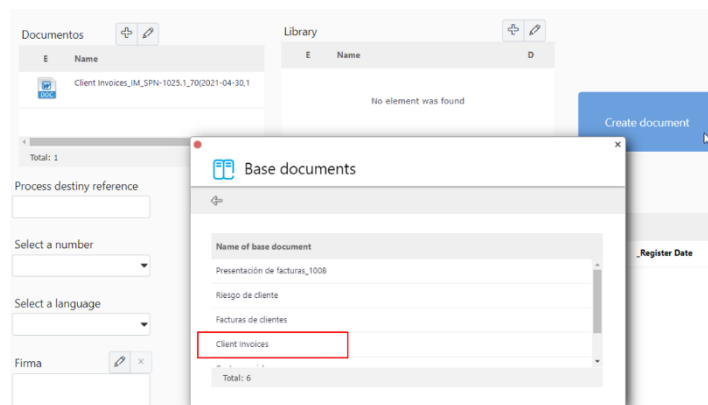 Documentos
Library
E Name
E Name D
Client Invoices_IM_SPN-1025.1_70(2021-04-30,1
DOC
No element was found
Create document
Total: 1
Base documents
Process destiny reference
Name of base document
Select a number
_Register Date
Presentación de facturas_1008
Riesgo de cliente
Select a language
Facturas de clientes
Client Invoices
Firma
Total: 6